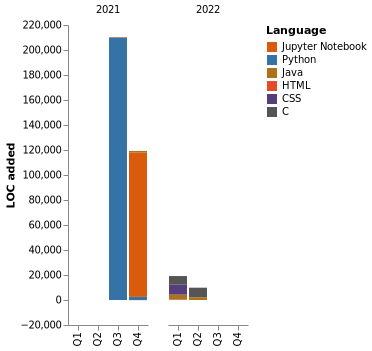 2021 2022
220,000
200,000
180,000
160,000
140,000
120,000
100,000
80,000
60,000
40,000
20,000
0
−20,000
LOC added
Q1 Q2 Q3 Q4 Q1 Q2 Q3 Q4
Language
Jupyter Notebook
Python
Java
HTML
CSS
C